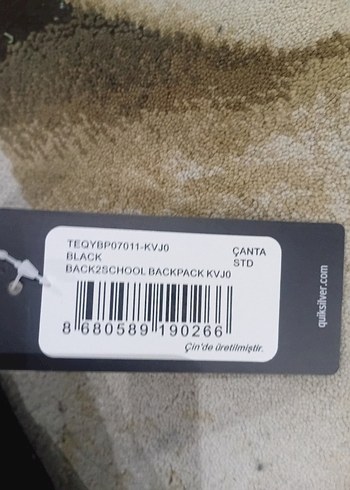 TEQYBP07011-KVJ0
BLACK
BACK2SCHOOL BACKPACK KVJ0
ÇANTA
STD
8 680589 190266
Çin'de üretilmiştir.
quiksilver.com